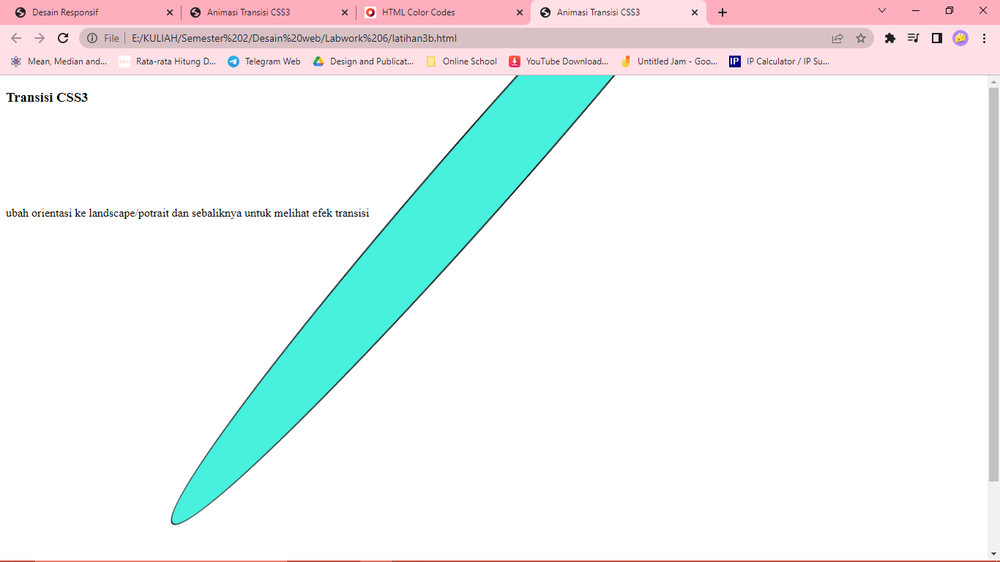 Desain Responsif
Animasi Transisi CSS3
HTML Color Codes
Animasi Transisi CSS3
File
E:/KULIAH/Semester%202/Desain%20web/Labwork%206/latihan3b.html
Mean, Median and...
Rata-rata Hitung D...
Telegram Web
Design and Publicat...
Online School
YouTube Download...
Untitled Jam - Goo...
IP
IP Calculator / IP Su...
Transisi CSS3
ubah orientasi ke landscape/potrait dan sebaliknya untuk melihat efek transisi